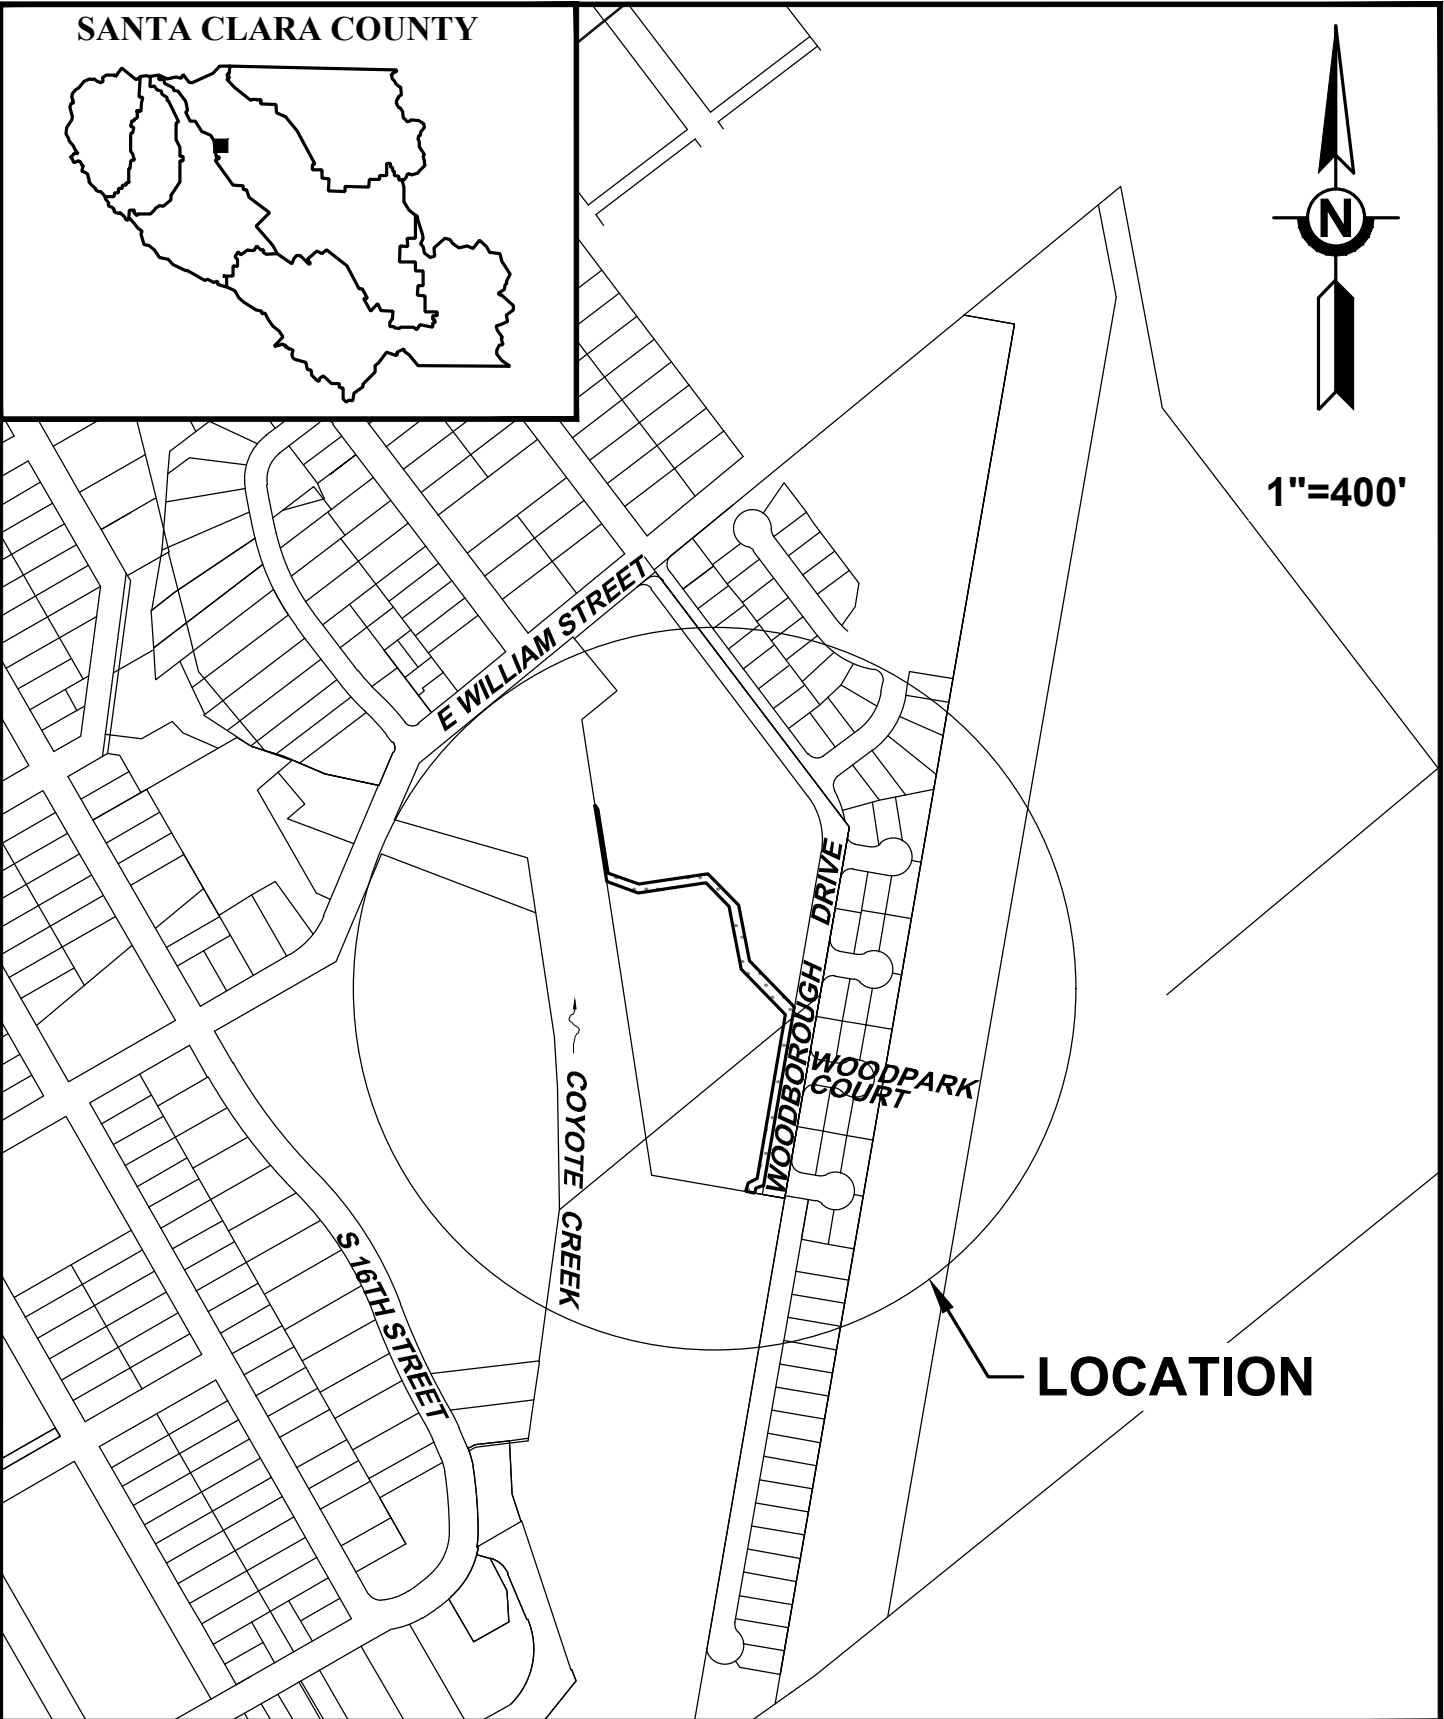 SANTA CLARA COUNTY
N
1"=400'
E WILLIAM STREET
WOODBOROUGH DRIVE
WOODPARK
COURT
COYOTE CREEK
S 16TH STREET
LOCATION